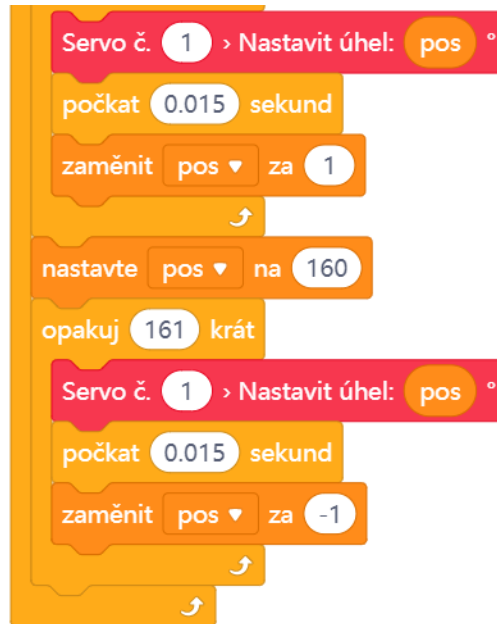 Servo č. 1 › Nastavit úhel: pos °
počkat 0.015 sekund
zaměnit pos ▾ za 1
nastavte pos ▾ na 160
opakuj 161 krát
Servo č. 1 › Nastavit úhel: pos °
počkat 0.015 sekund
zaměnit pos ▾ za -1